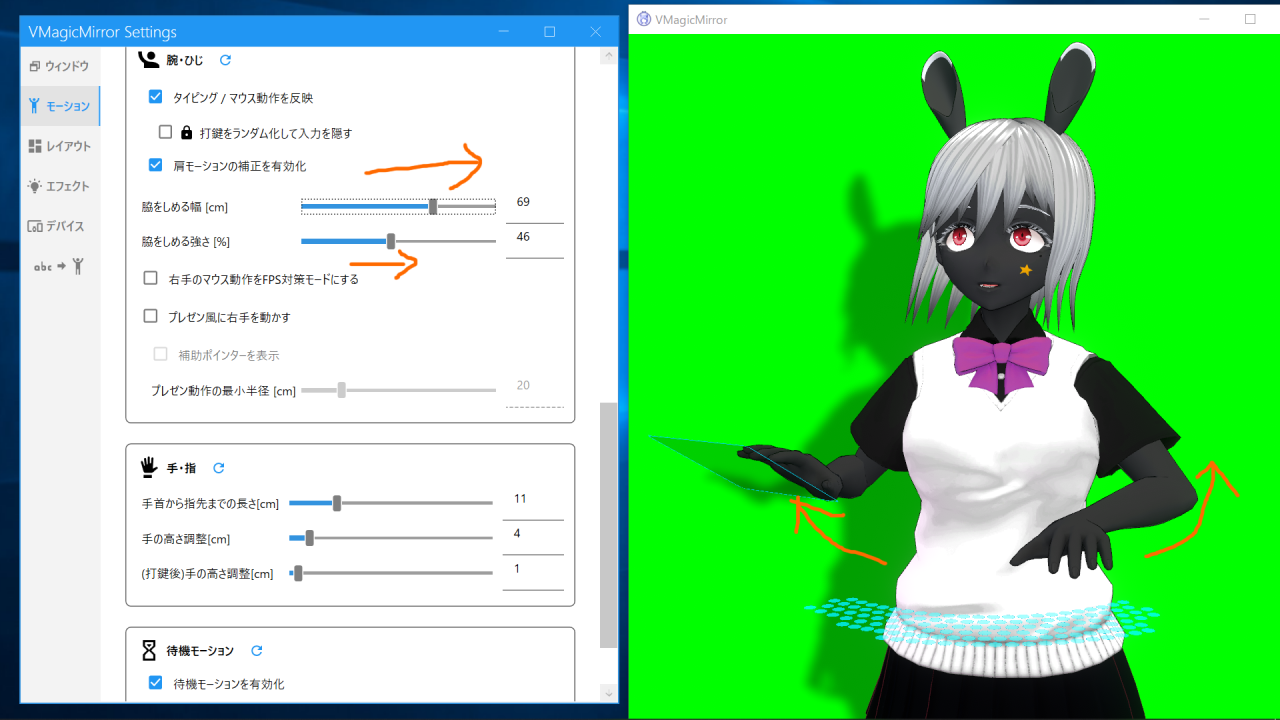 VMagicMirror Settings
ウィンドウ
モーション
レイアウト
エフェクト
デバイス
abc
腕・ひじ
タイピング / マウス動作を反映
打鍵をランダム化して入力を隠す
肩モーションの補正を有効化
脇をしめる幅 [cm]
69
脇をしめる強さ [%]
46
右手のマウス動作をFPS対策モードにする
プレゼン風に右手を動かす
補助ポインターを表示
プレゼン動作の最小半径 [cm]
20
手・指
手首から指先までの長さ[cm]
11
手の高さ調整[cm]
4
(打鍵後)手の高さ調整[cm]
1
待機モーション
待機モーションを有効化
VMagicMirror